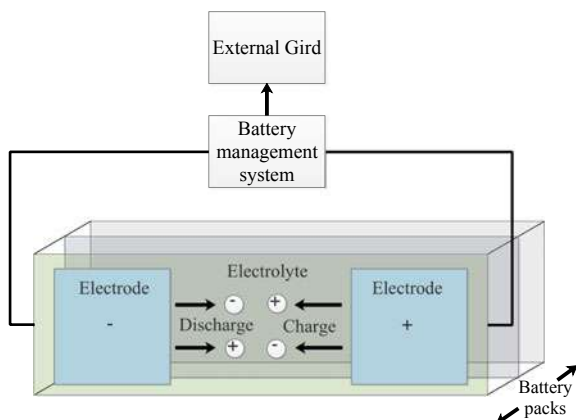 External Gird
Battery
management
system
Electrolyte
Electrode
-
Electrode
+
- +
Discharge Charge
+ -
Battery
packs